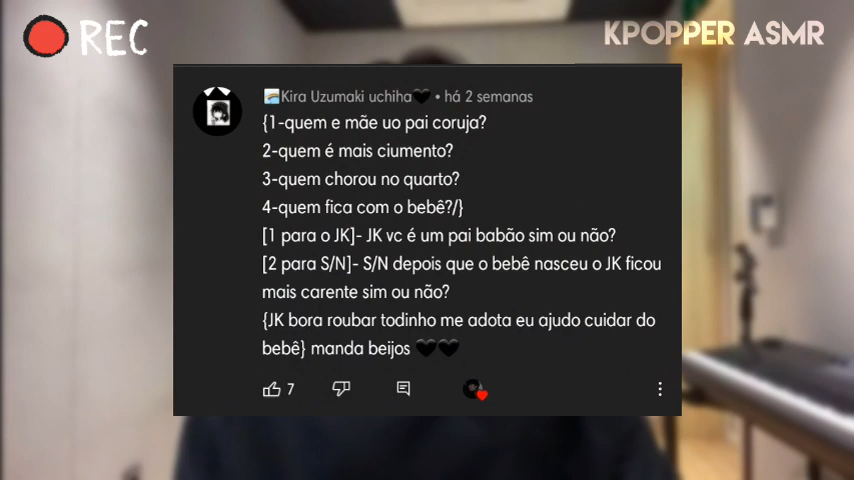 REC
KPOPPER ASMR
Kira Uzumaki uchiha🖤 • há 2 semanas
{1-quem e mãe uo pai coruja?
2-quem é mais ciumento?
3-quem chorou no quarto?
4-quem fica com o bebê?/}
[1 para o JK]- JK vc é um pai babão sim ou não?
[2 para S/N]- S/N depois que o bebê nasceu o JK ficou
mais carente sim ou não?
{JK bora roubar todinho me adota eu ajudo cuidar do
bebê} manda beijos 🖤🖤
7